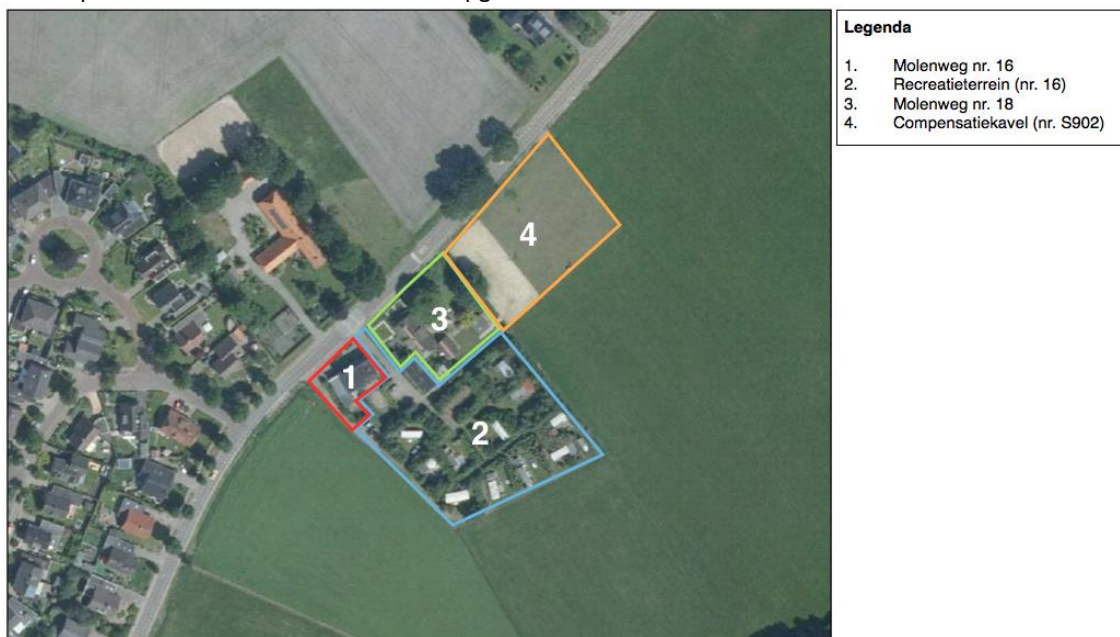 Legenda
1. Molenweg nr. 16
2. Recreatieterrein (nr. 16)
3. Molenweg nr. 18
4. Compensatiekavel (nr. S902)
4
3
1
2